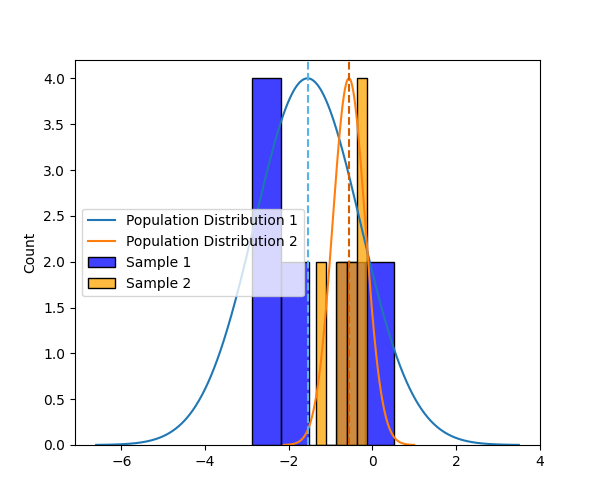 4.0
3.5
3.0
2.5
2.0
1.5
1.0
0.5
0.0
Count
Population Distribution 1
Population Distribution 2
Sample 1
Sample 2
−6 −4 −2 0 2 4